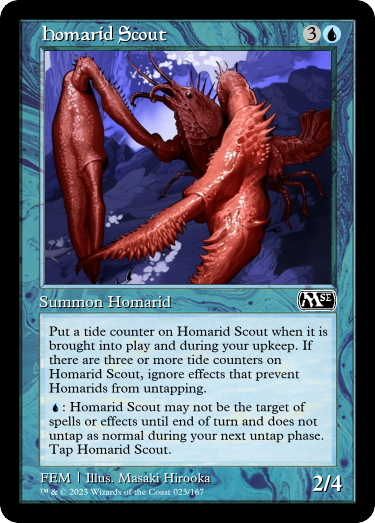 Homarid Scout 3
MSE
Summon Homarid
Put a tide counter on Homarid Scout when it is
brought into play and during your upkeep. If
there are three or more tide counters on
Homarid Scout, ignore effects that prevent
Homarids from untapping.
: Homarid Scout may not be the target of
spells or effects until end of turn and does not
untap as normal during your next untap phase.
Tap Homarid Scout.
FEM | Illus. Masaki Hirooka
™ & © 2023 Wizards of the Coast 023/167
2/4